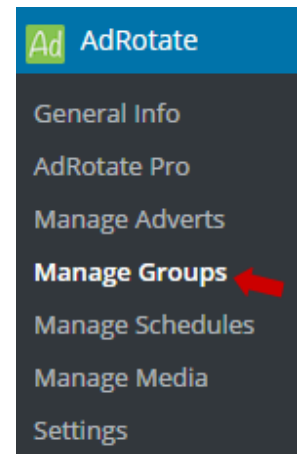 Ad AdRotate
General Info
AdRotate Pro
Manage Adverts
Manage Groups
Manage Schedules
Manage Media
Settings